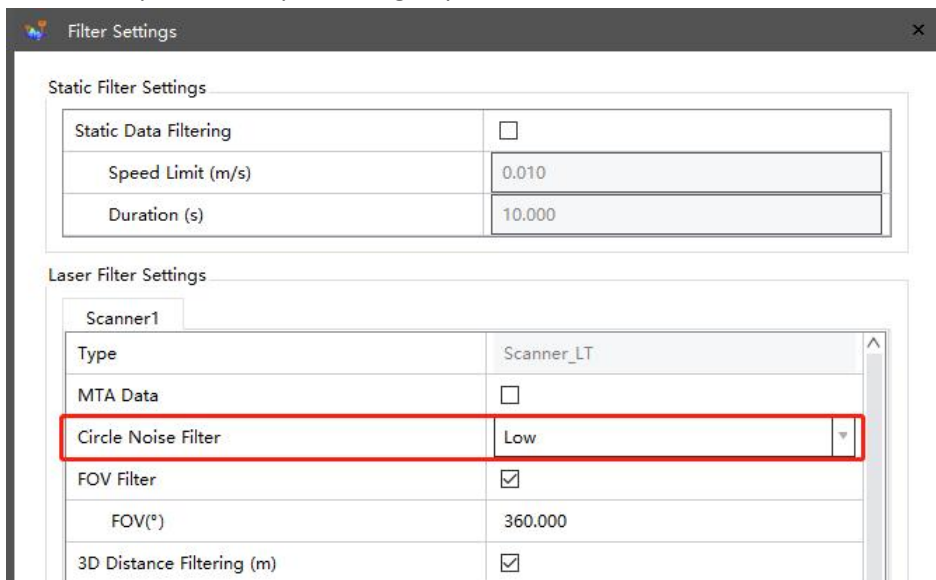 Filter Settings
Static Filter Settings
Static Data Filtering
Speed Limit (m/s) 0.010
Duration (s) 10.000
Laser Filter Settings
Scanner1
Type Scanner_LT
MTA Data
Circle Noise Filter Low
FOV Filter
FOV(°) 360.000
3D Distance Filtering (m)